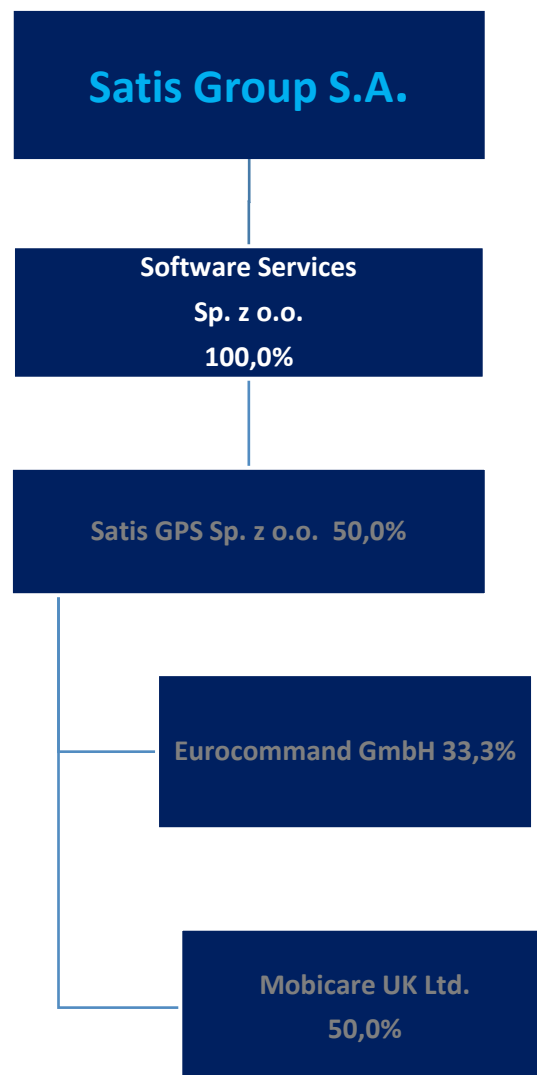 Satis Group S.A.
Software Services
Sp. z o.o.
100,0%
Satis GPS Sp. z o.o. 50,0%
Eurocommand GmbH 33,3%
Mobicare UK Ltd.
50,0%